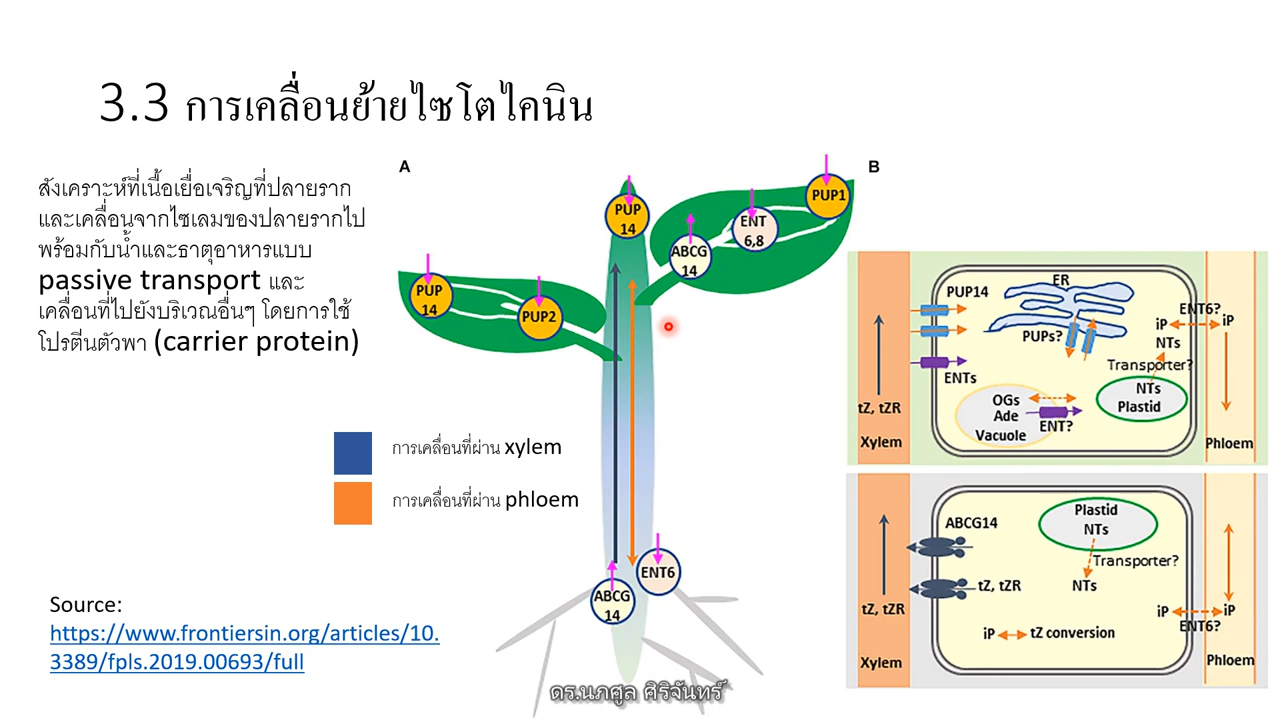 3.3 การเคลื่อนย้ายไซโตไคนิน
สังเคราะห์ที่เนื้อเยื่อเจริญที่ปลายราก
และเคลื่อนจากไซเลมของปลายรากไป
พร้อมกับน้ำและธาตุอาหารแบบ
passive transport และ
เคลื่อนที่ไปยังบริเวณอื่นๆ โดยการใช้
โปรตีนตัวพา (carrier protein)
การเคลื่อนที่ผ่าน xylem
การเคลื่อนที่ผ่าน phloem
Source:
https://www.frontiersin.org/articles/10.
3389/fpls.2019.00693/full
A
PUP
14
PUP1
ENT
6,8
ABCG
14
PUP
14
PUP2
ENT6
ABCG
14
B
PUP14
ER
ENT6?
iP
iP
NTs
PUPs?
Transporter?
ENTs
NTs
Plastid
OGs
Ade
ENT?
Vacuole
tZ, tZR
Xylem
Phloem
ABCG14
Plastid
NTs
Transporter?
tZ, tZR
NTs
tZ, tZR
iP
iP
ENT6?
iP
tZ conversion
Xylem
Phloem
ดร.นภศูล ศิริจันทร์